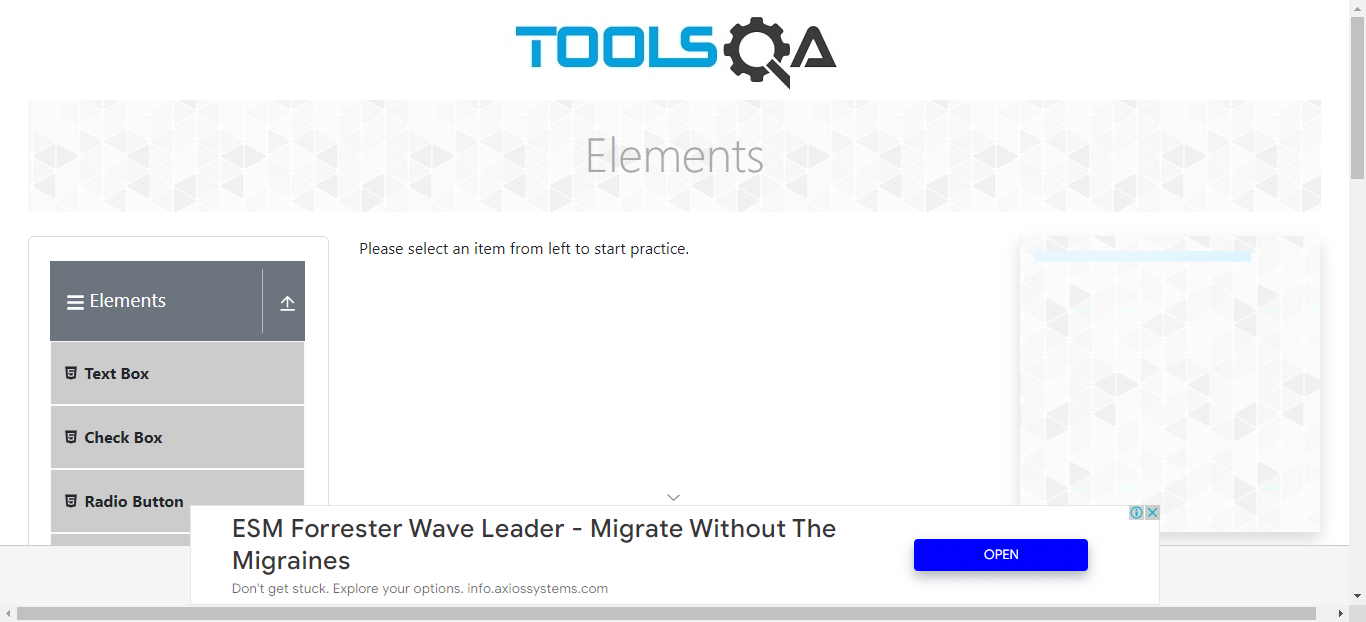 TOOLSQA
Elements
Please select an item from left to start practice.
Elements
Text Box
Check Box
Radio Button
ESM Forrester Wave Leader - Migrate Without The
Migraines
Don't get stuck. Explore your options. info.axiossystems.com
OPEN